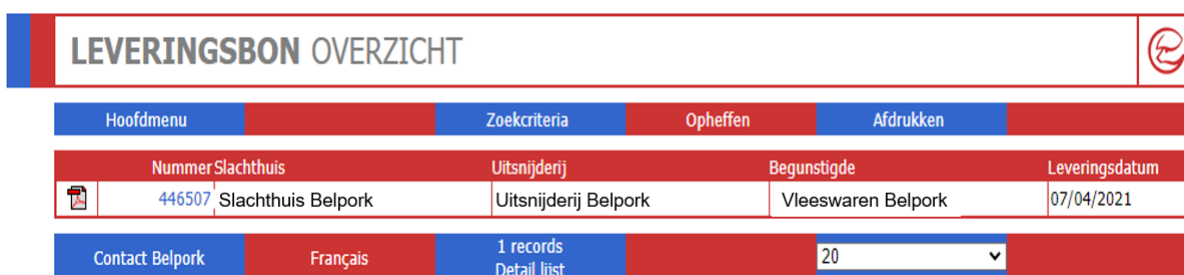 LEVERINGSBON OVERZICHT
Hoofdmenu Zoekcriteria Opheffen Afdrukken
Nummer Slachthuis Uitsnijderij Begunstigde Leveringsdatum
446507 Slachthuis Belpork Uitsnijderij Belpork Vleeswaren Belpork 07/04/2021
Contact Belpork Français 1 records 20
Detail lijst